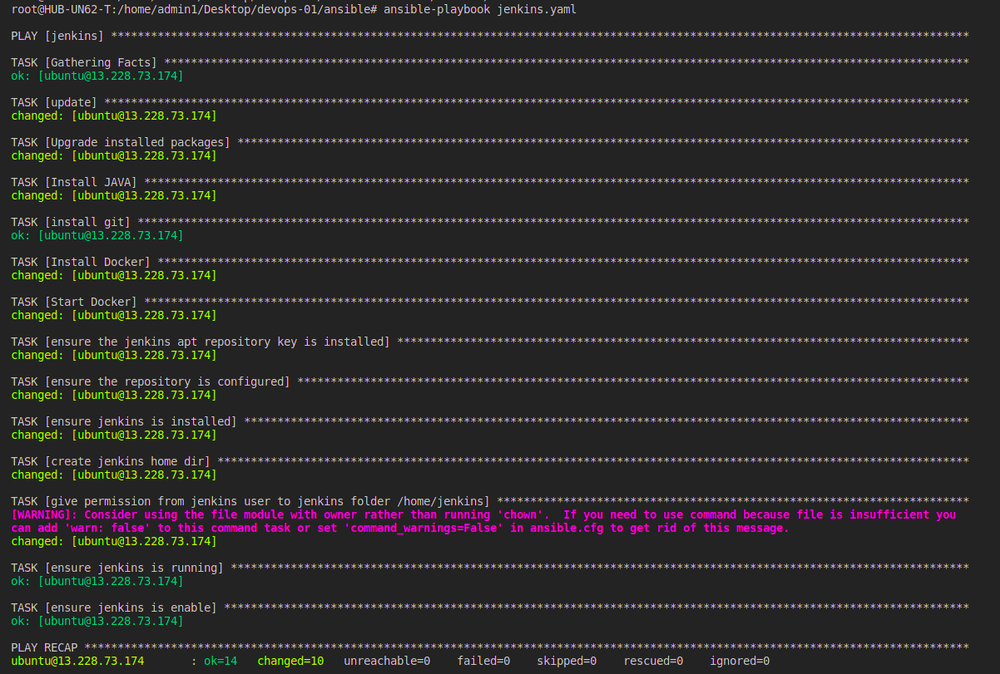 root@HUB-UN62-T:/home/admin1/Desktop/devops-01/ansible# ansible-playbook jenkins.yaml
PLAY [jenkins] *********************************************************************************************************************************
TASK [Gathering Facts] *************************************************************************************************************************
ok: [ubuntu@13.228.73.174]
TASK [update] **********************************************************************************************************************************
changed: [ubuntu@13.228.73.174]
TASK [Upgrade installed packages] **************************************************************************************************************
changed: [ubuntu@13.228.73.174]
TASK [Install JAVA] ****************************************************************************************************************************
changed: [ubuntu@13.228.73.174]
TASK [install git] *****************************************************************************************************************************
ok: [ubuntu@13.228.73.174]
TASK [Install Docker] **************************************************************************************************************************
changed: [ubuntu@13.228.73.174]
TASK [Start Docker] ****************************************************************************************************************************
changed: [ubuntu@13.228.73.174]
TASK [ensure the jenkins apt repository key is installed] **************************************************************************************
changed: [ubuntu@13.228.73.174]
TASK [ensure the repository is configured] *****************************************************************************************************
changed: [ubuntu@13.228.73.174]
TASK [ensure jenkins is installed] *************************************************************************************************************
changed: [ubuntu@13.228.73.174]
TASK [create jenkins home dir] *****************************************************************************************************************
changed: [ubuntu@13.228.73.174]
TASK [give permission from jenkins user to jenkins folder /home/jenkins] ***********************************************************************
[WARNING]: Consider using the file module with owner rather than running 'chown'.  If you need to use command because file is insufficient you
can add 'warn: false' to this command task or set 'command_warnings=False' in ansible.cfg to get rid of this message.
changed: [ubuntu@13.228.73.174]
TASK [ensure jenkins is running] ***************************************************************************************************************
ok: [ubuntu@13.228.73.174]
TASK [ensure jenkins is enable] ****************************************************************************************************************
ok: [ubuntu@13.228.73.174]
PLAY RECAP *************************************************************************************************************************************
ubuntu@13.228.73.174       : ok=14   changed=10   unreachable=0    failed=0    skipped=0    rescued=0    ignored=0